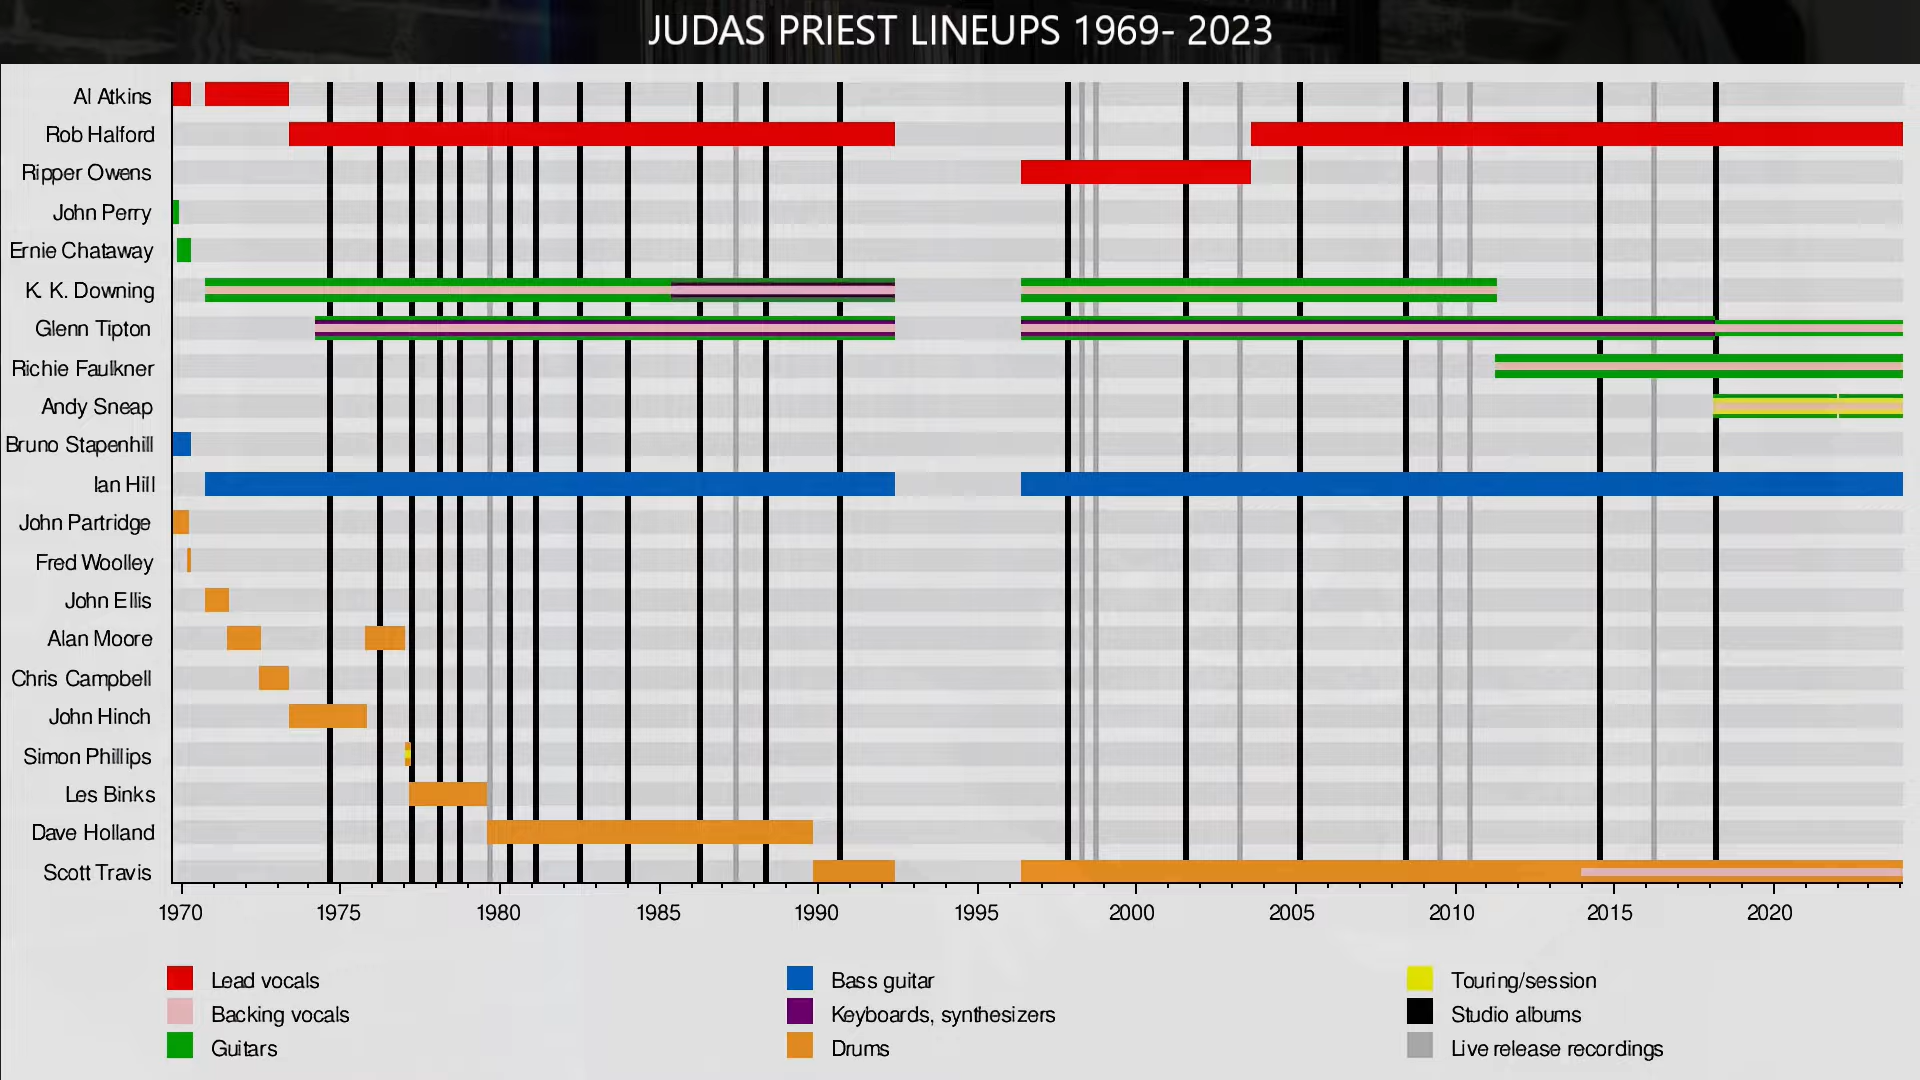 JUDAS PRIEST LINEUPS 1969- 2023
Al Atkins
Rob Halford
Ripper Owens
John Perry
Ernie Chataway
K. K. Downing
Glenn Tipton
Richie Faulkner
Andy Sneap
Bruno Stapenhill
Ian Hill
John Partridge
Fred Woolley
John Ellis
Alan Moore
Chris Campbell
John Hinch
Simon Phillips
Les Binks
Dave Holland
Scott Travis
1970 1975 1980 1985 1990 1995 2000 2005 2010 2015 2020
Lead vocals Bass guitar Touring/session
Backing vocals Keyboards, synthesizers Studio albums
Guitars Drums Live release recordings